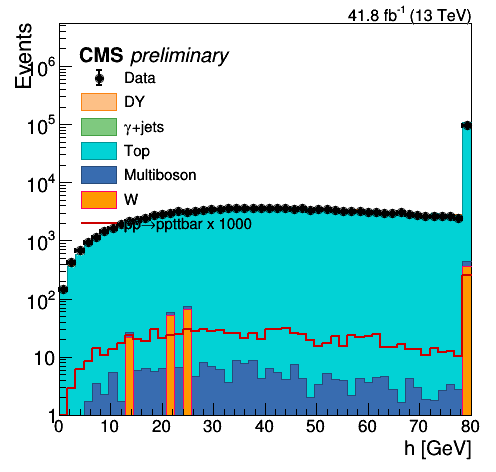 41.8 fb⁻¹ (13 TeV)
Events
CMS preliminary
Data
DY
γ+jets
Top
Multiboson
W
pp→ppttbar x 1000
10⁶
10⁵
10⁴
10³
10²
10
1
0 10 20 30 40 50 60 70 80
h [GeV]